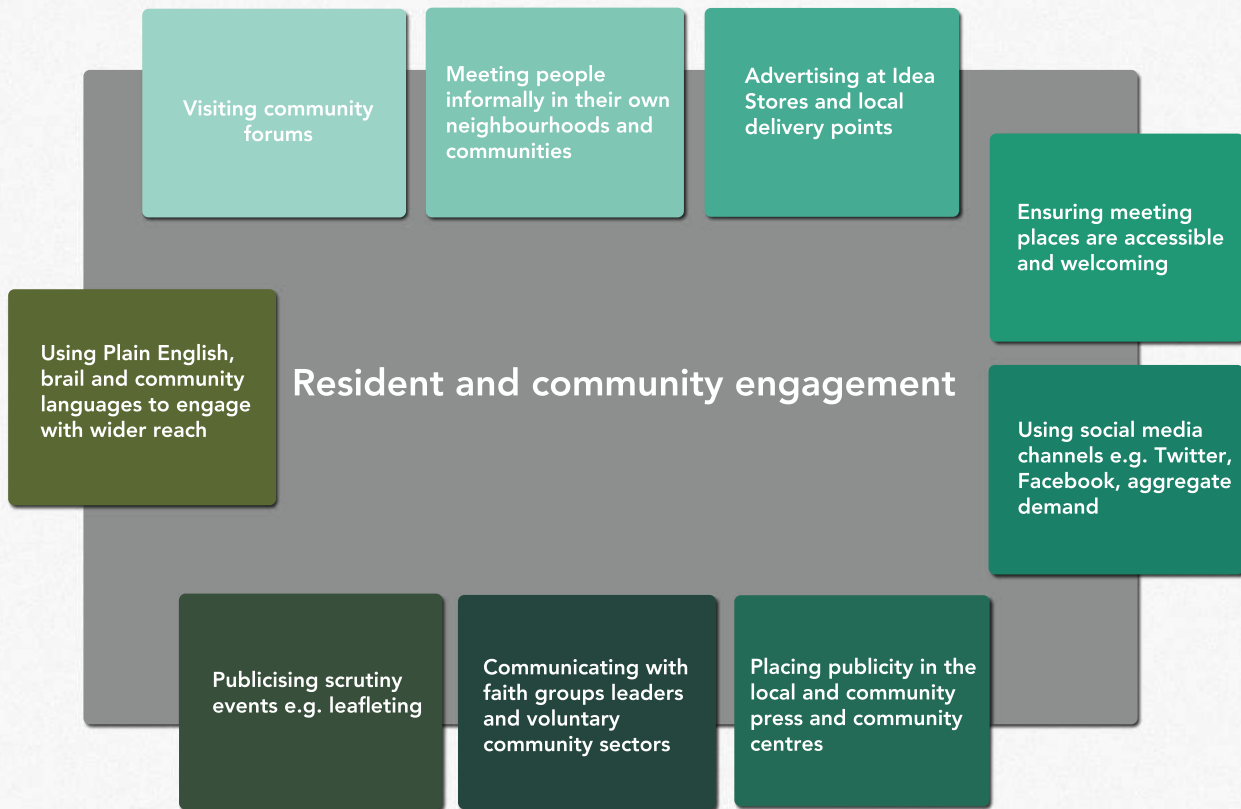 Visiting community
forums
Meeting people
informally in their own
neighbourhoods and
communities
Advertising at Idea
Stores and local
delivery points
Ensuring meeting
places are accessible
and welcoming
Using Plain English,
brail and community
languages to engage
with wider reach
Resident and community engagement
Using social media
channels e.g. Twitter,
Facebook, aggregate
demand
Publicising scrutiny
events e.g. leafleting
Communicating with
faith groups leaders
and voluntary
community sectors
Placing publicity in the
local and community
press and community
centres